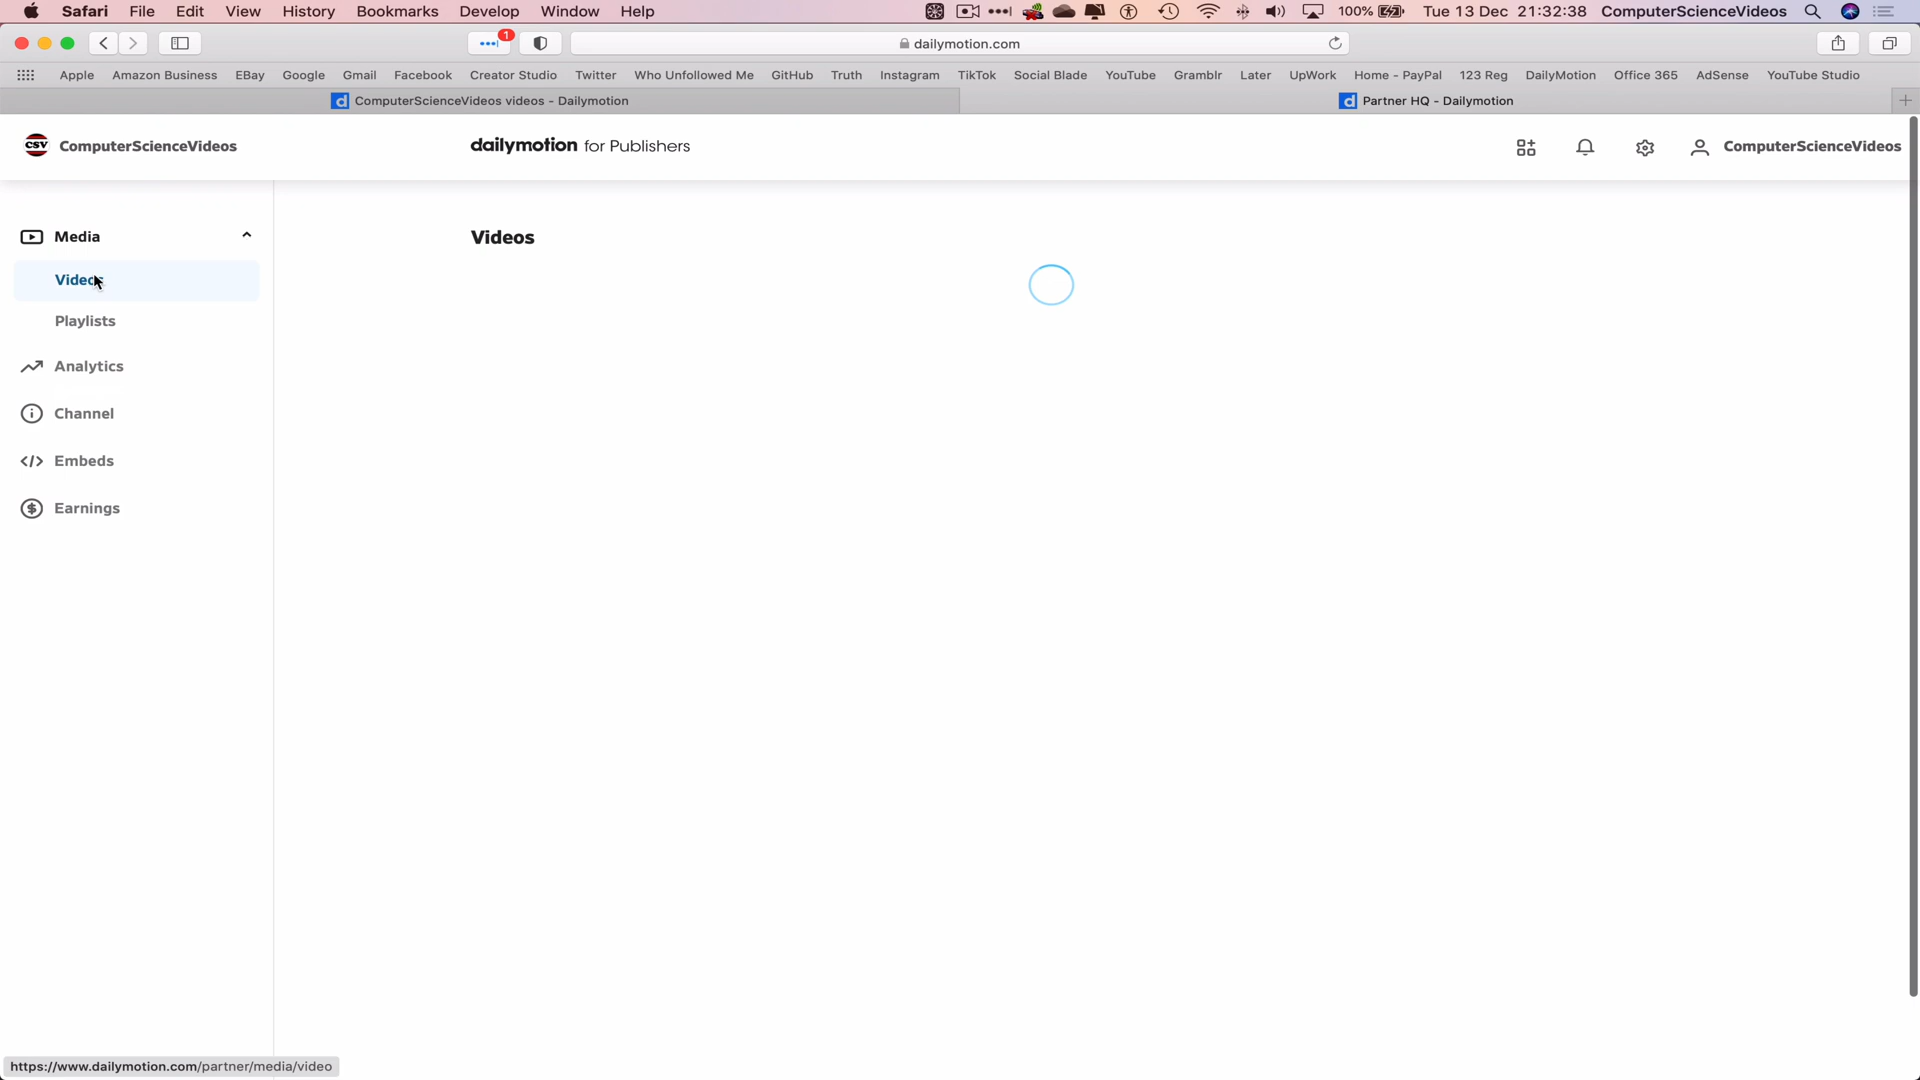 Safari File Edit View History Bookmarks Develop Window Help 100% Tue 13 Dec 21:32:38 ComputerScienceVideos
1
dailymotion.com
Apple Amazon Business EBay Google Gmail Facebook Creator Studio Twitter Who Unfollowed Me GitHub Truth Instagram TikTok Social Blade YouTube Gramblr Later UpWork Home - PayPal 123 Reg DailyMotion Office 365 AdSense YouTube Studio
d ComputerScienceVideos videos - Dailymotion d Partner HQ - Dailymotion
CSV ComputerScienceVideos dailymotion for Publishers ComputerScienceVideos
Media
Videos
Videos
Playlists
Analytics
Channel
Embeds
Earnings
https://www.dailymotion.com/partner/media/video